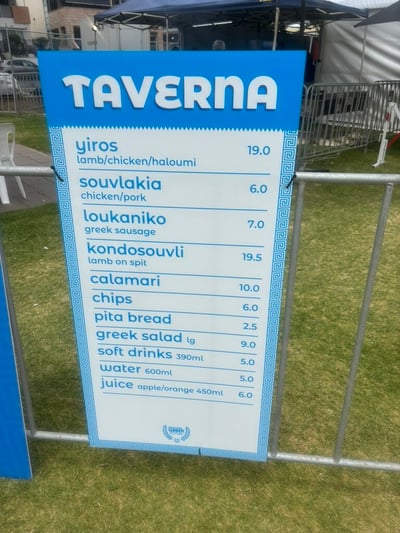 TAVERNA
yiros 19.0
lamb/chicken/haloumi
souvlakia 6.0
chicken/pork
loukaniko 7.0
greek sausage
kondosouvli 19.5
lamb on spit
calamari 10.0
chips 6.0
pita bread 2.5
greek salad lg 9.0
soft drinks 390ml 5.0
water 600ml 5.0
juice apple/orange 450ml 6.0
GREEK